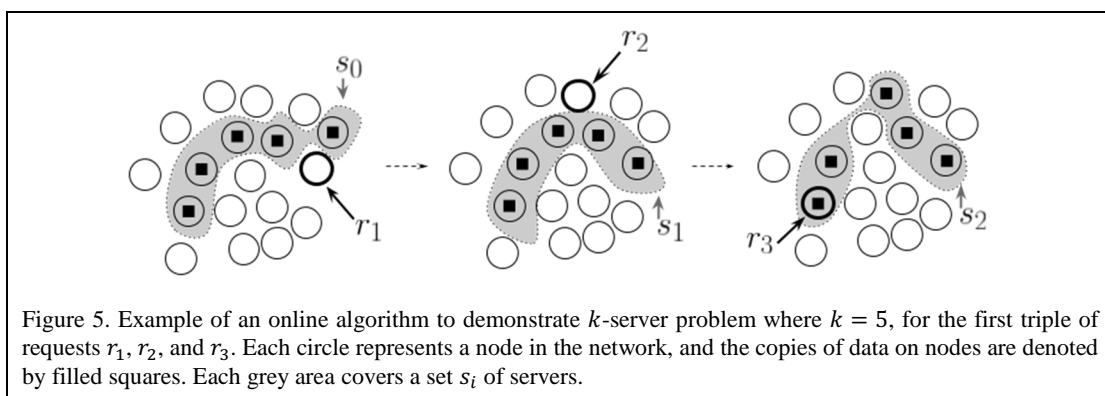 s₀
r₁
r₂
s₁
r₃
s₂
Figure 5. Example of an online algorithm to demonstrate k-server problem where k = 5, for the first triple of
requests r₁, r₂, and r₃. Each circle represents a node in the network, and the copies of data on nodes are denoted
by filled squares. Each grey area covers a set sᵢ of servers.